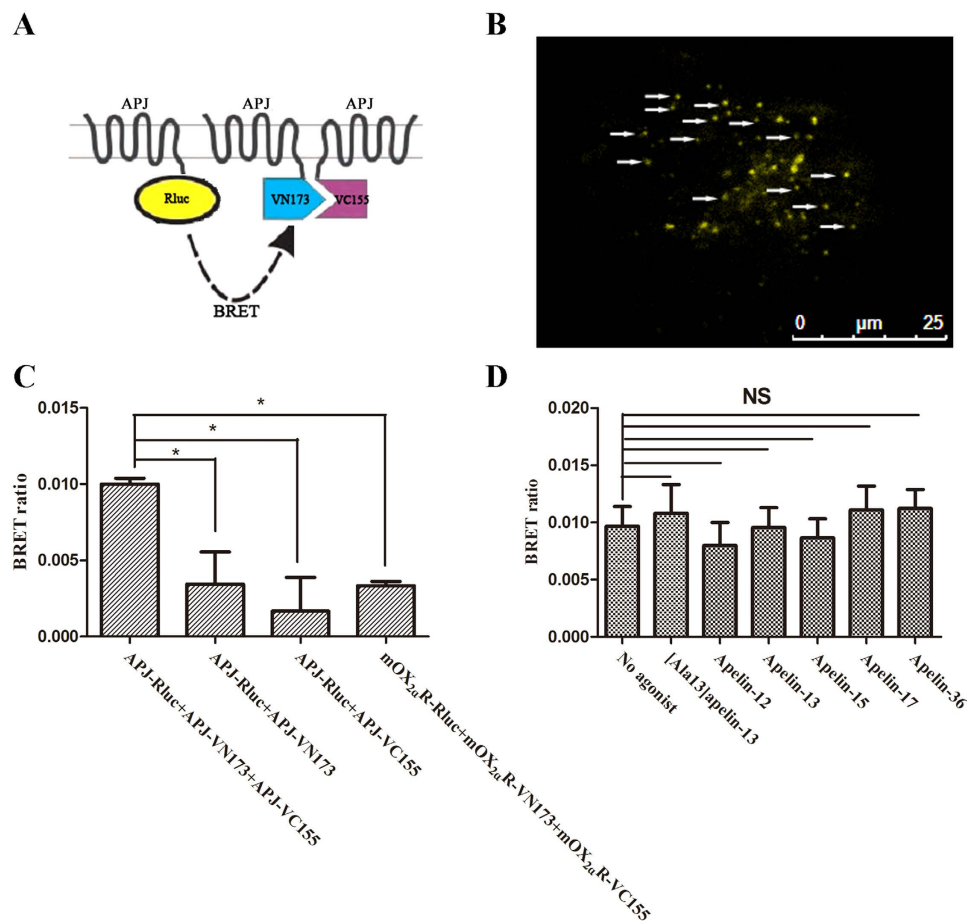 A
APJ APJ APJ
Rluc VN173 VC155
BRET
B
0 µm 25
C
BRET ratio
0.015
0.010
0.005
0.000
* * *
APJ-Rluc+APJ-VN173+APJ-VC155
APJ-Rluc+APJ-VN173
APJ-Rluc+APJ-VC155
mOX₂αR-Rluc+mOX₂αR-VN173+mOX₂αR-VC155
D
BRET ratio
0.020
0.015
0.010
0.005
0.000
NS
No agonist
[Ala13]apelin-13
Apelin-12
Apelin-13
Apelin-15
Apelin-17
Apelin-36